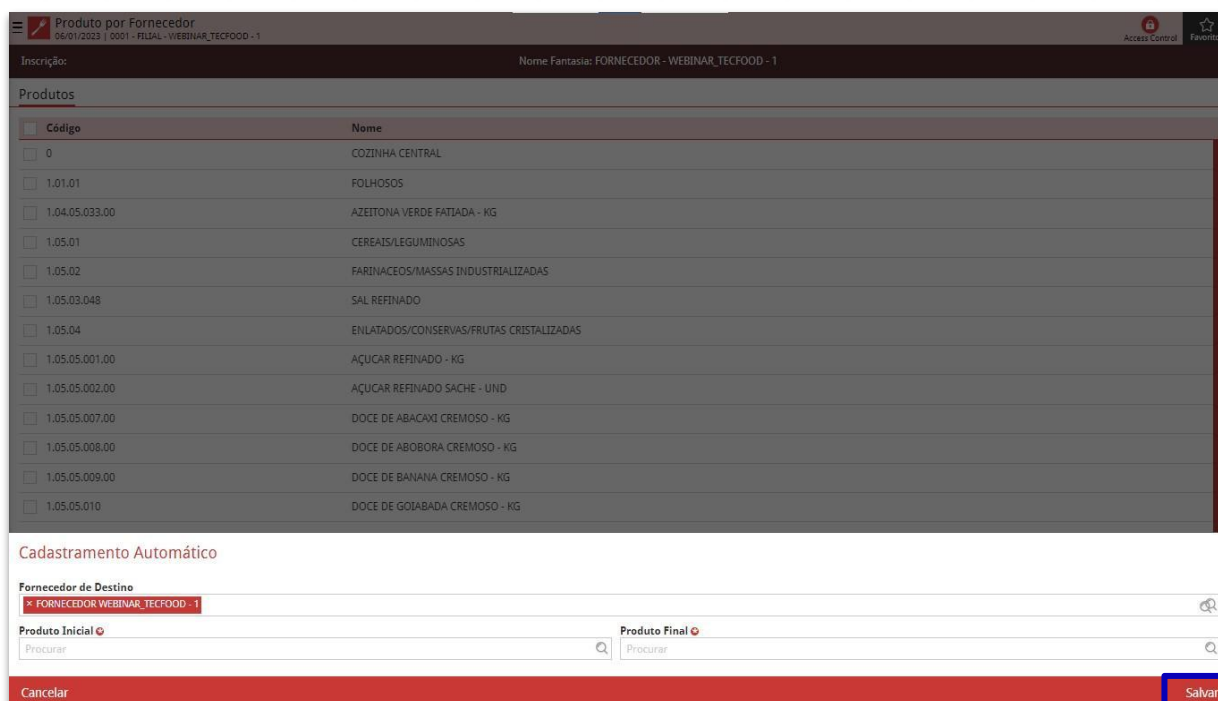 Produto por Fornecedor
06/01/2023 | 0001 - FILIAL - WEBINAR_TECFOOD - 1
Access Control
Favorito
Inscrição:
Nome Fantasia: FORNECEDOR - WEBINAR_TECFOOD - 1
Produtos
Código Nome
0 COZINHA CENTRAL
1.01.01 FOLHOSOS
1.04.05.033.00 AZEITONA VERDE FATIADA - KG
1.05.01 CEREAIS/LEGUMINOSAS
1.05.02 FARINACEOS/MASSAS INDUSTRIALIZADAS
1.05.03.048 SAL REFINADO
1.05.04 ENLATADOS/CONSERVAS/FRUTAS CRISTALIZADAS
1.05.05.001.00 AÇUCAR REFINADO - KG
1.05.05.002.00 AÇUCAR REFINADO SACHE - UND
1.05.05.007.00 DOCE DE ABACAXI CREMOSO - KG
1.05.05.008.00 DOCE DE ABOBORA CREMOSO - KG
1.05.05.009.00 DOCE DE BANANA CREMOSO - KG
1.05.05.010 DOCE DE GOIABADA CREMOSO - KG
Cadastramento Automático
Fornecedor de Destino
× FORNECEDOR WEBINAR_TECFOOD - 1
Produto Inicial Produto Final
Procurar Procurar
Cancelar Salvar